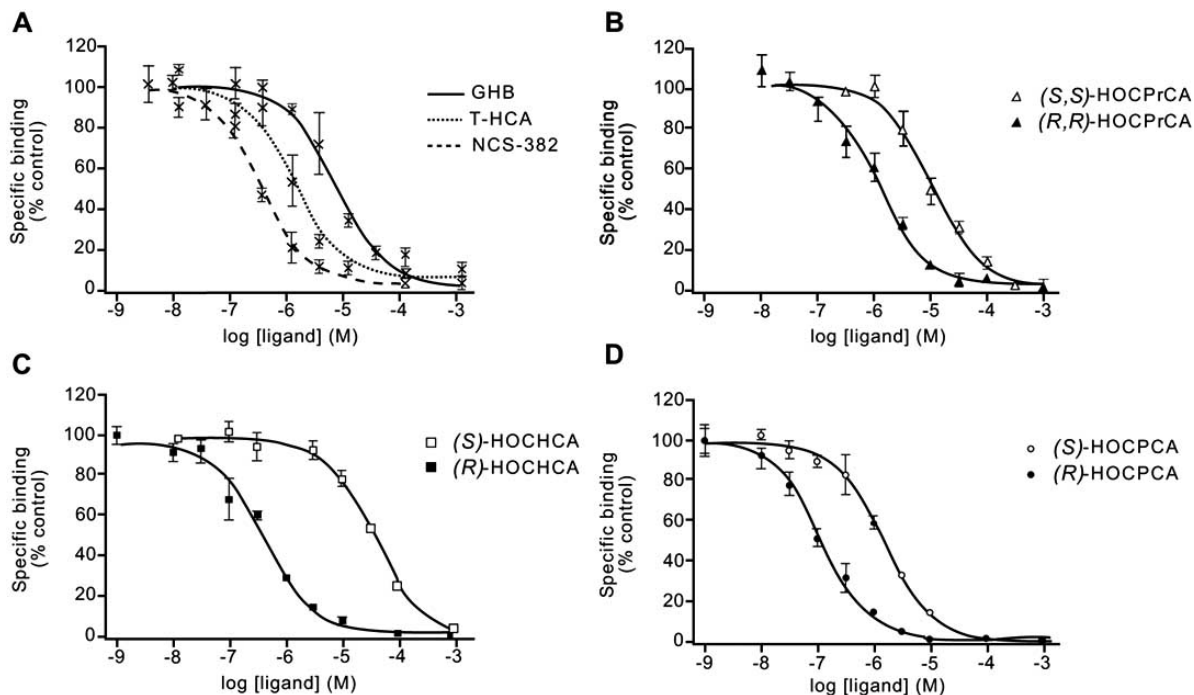 A
120
100
80
60
40
20
0
Specific binding
(% control)
GHB
T-HCA
NCS-382
-9 -8 -7 -6 -5 -4 -3
log [ligand] (M)
B
120
100
80
60
40
20
0
Specific binding
(% control)
(S,S)-HOCPrCA
(R,R)-HOCPrCA
-9 -8 -7 -6 -5 -4 -3
log [ligand] (M)
C
120
100
80
60
40
20
0
Specific binding
(% control)
(S)-HOCHCA
(R)-HOCHCA
-9 -8 -7 -6 -5 -4 -3
log [ligand] (M)
D
120
100
80
60
40
20
0
Specific binding
(% control)
(S)-HOCPCA
(R)-HOCPCA
-9 -8 -7 -6 -5 -4 -3
log [ligand] (M)